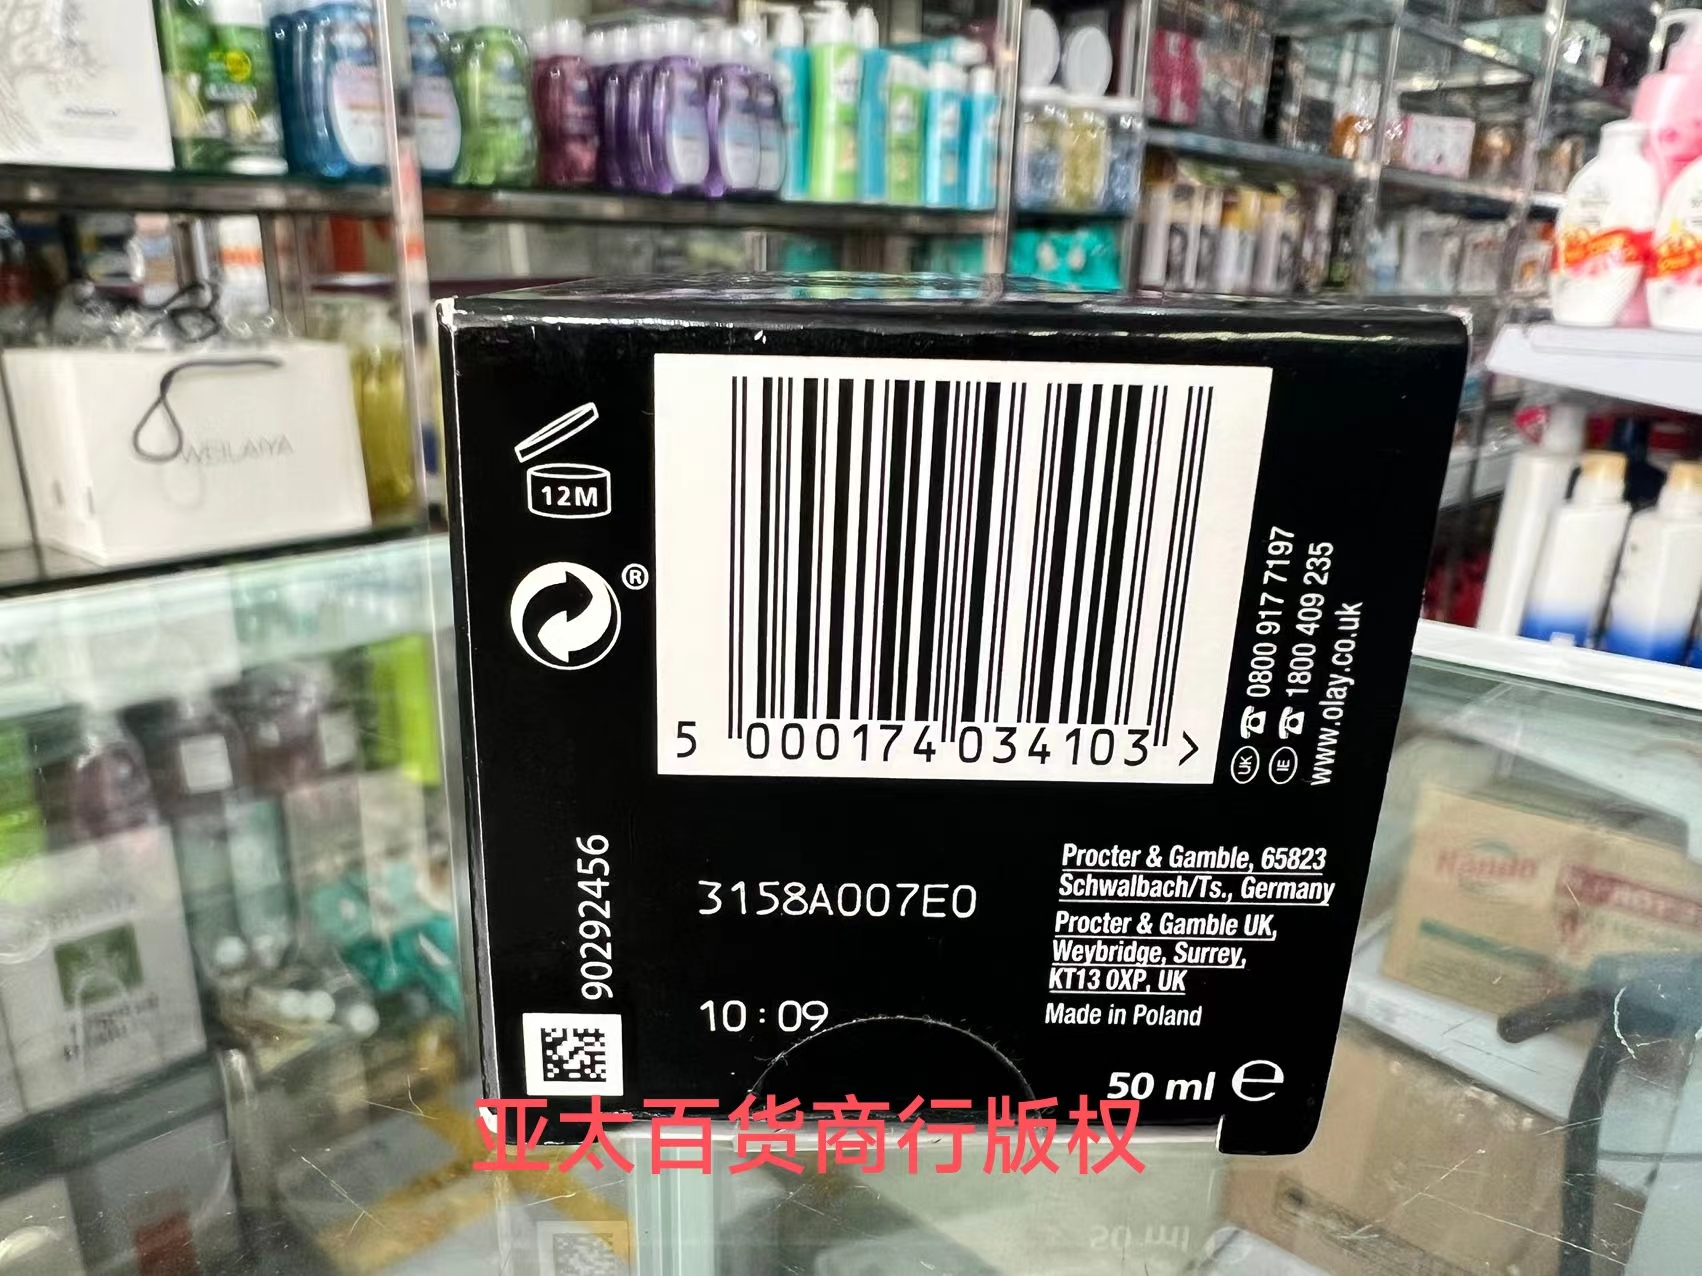 WEILAIYA
12M
®
5 000174 034103 >
UK ☎ 0800 917 7197
IE ☎ 1800 409 235
www.olay.co.uk
90292456
3158A007E0
10:09
Procter & Gamble, 65823
Schwalbach/Ts., Germany
Procter & Gamble UK,
Weybridge, Surrey,
KT13 0XP, UK
Made in Poland
50 ml ℮
亚太百货商行版权